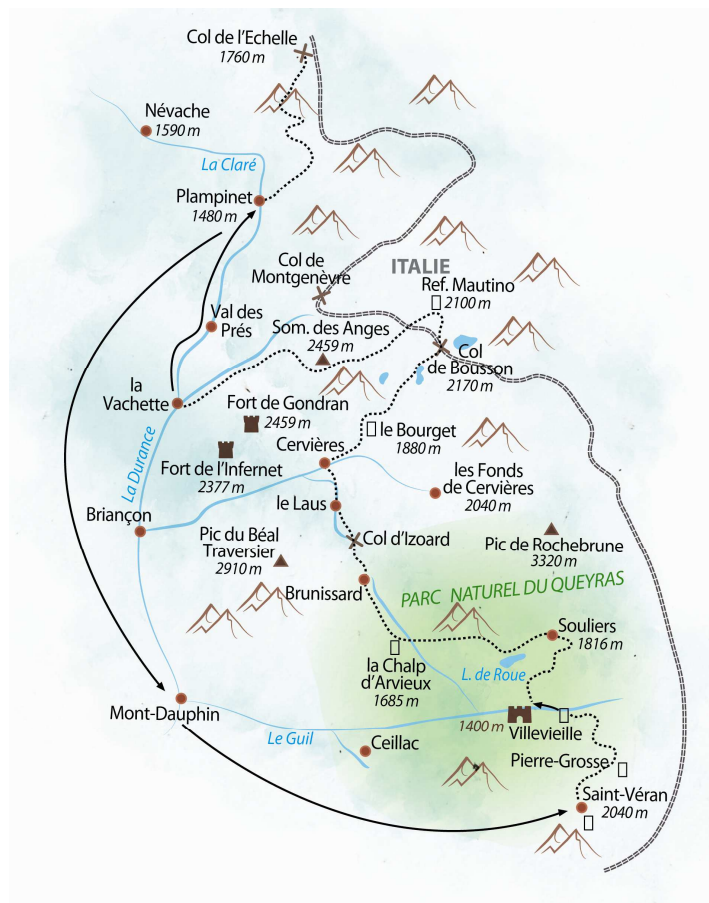 Col de l'Echelle
1760 m
Névache
1590 m
La Claré
Plampinet
1480 m
Col de
Montgenèvre
ITALIE
Ref. Mautino
2100 m
Val des
Prés
Som. des Anges
2459 m
Col
de Bousson
2170 m
la
Vachette
Fort de Gondran
2459 m
le Bourget
1880 m
Cervières
Fort de l'Infernet
2377 m
La Durance
les Fonds
de Cervières
2040 m
le Laus
Briançon
Pic du Béal
Traversier
2910 m
Col d'Izoard
Pic de Rochebrune
3320 m
Brunissard
PARC NATUREL DU QUEYRAS
Souliers
1816 m
la Chalp
d'Arvieux
1685 m
L. de Roue
Mont-Dauphin
Le Guil
1400 m
Villevieille
Ceillac
Pierre-Grosse
Saint-Véran
2040 m